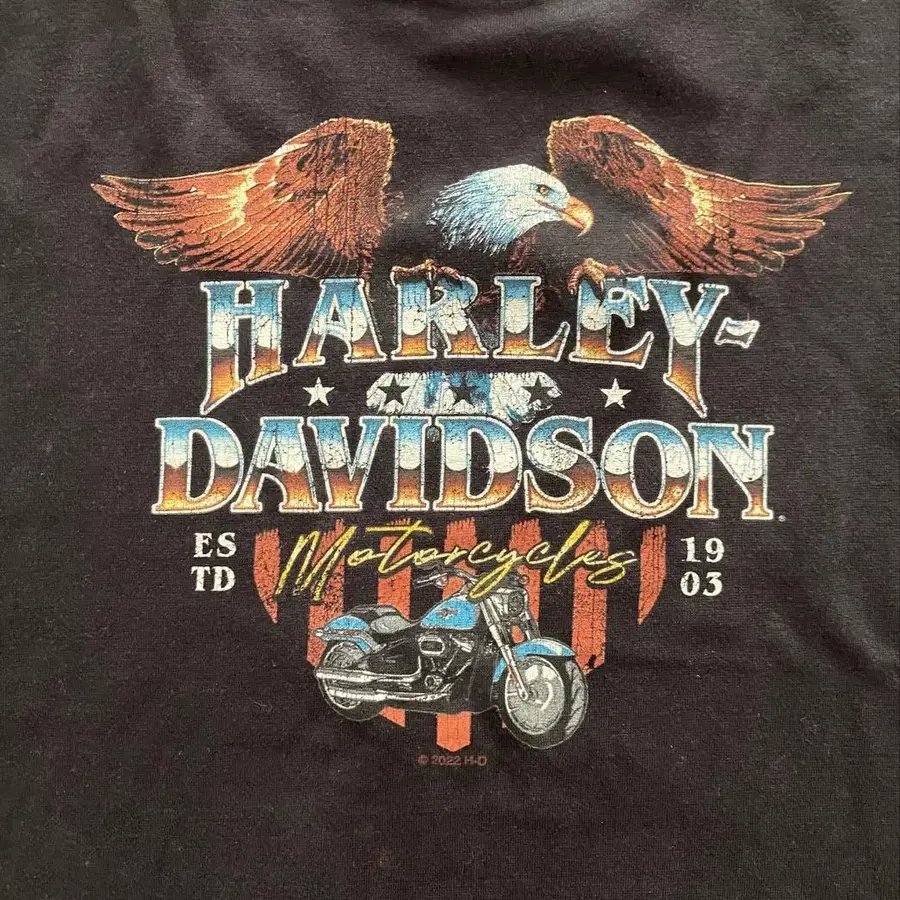 HARLEY-
DAVIDSON
ES
TD
Motorcycles
19
03
© 2022 H-D